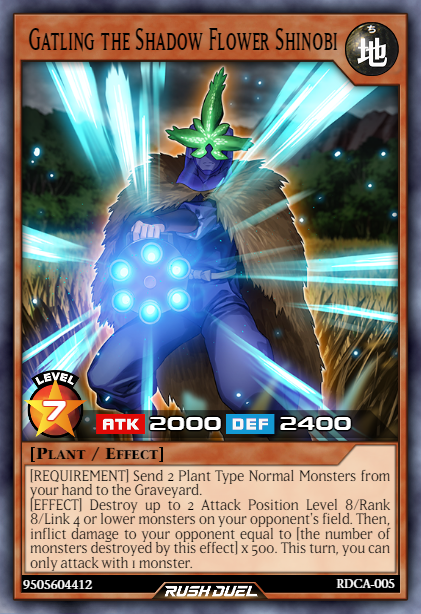 Gatling the Shadow Flower Shinobi
ち
地
LEVEL
7
ATK 2000 DEF 2400
[Plant / Effect]
[REQUIREMENT] Send 2 Plant Type Normal Monsters from
your hand to the Graveyard.
[EFFECT] Destroy up to 2 Attack Position Level 8/Rank
8/Link 4 or lower monsters on your opponent's field. Then,
inflict damage to your opponent equal to [the number of
monsters destroyed by this effect] x 500. This turn, you can
only attack with 1 monster.
9505604412
RUSH DUEL
RDCA-005